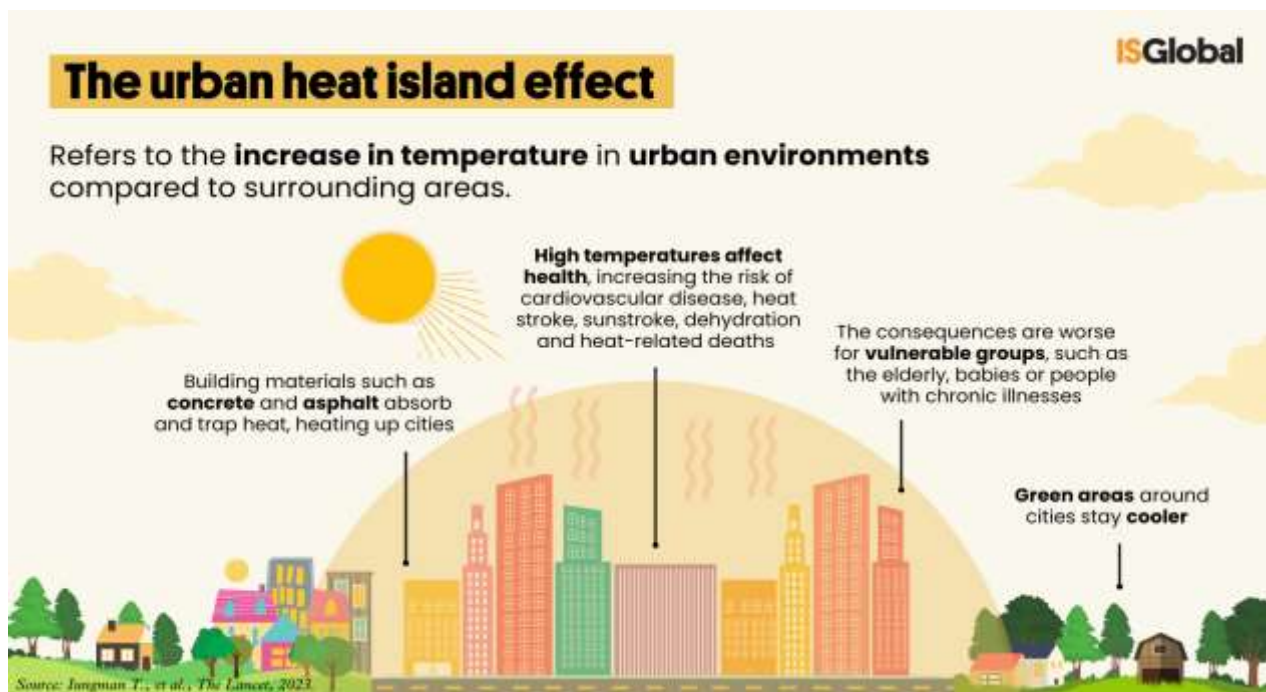 ISGlobal
The urban heat island effect
Refers to the increase in temperature in urban environments
compared to surrounding areas.
High temperatures affect
health, increasing the risk of
cardiovascular disease, heat
stroke, sunstroke, dehydration
and heat-related deaths
The consequences are worse
for vulnerable groups, such as
the elderly, babies or people
with chronic illnesses
Building materials such as
concrete and asphalt absorb
and trap heat, heating up cities
Green areas around
cities stay cooler
Source: Iungman T., et al., The Lancet, 2023.